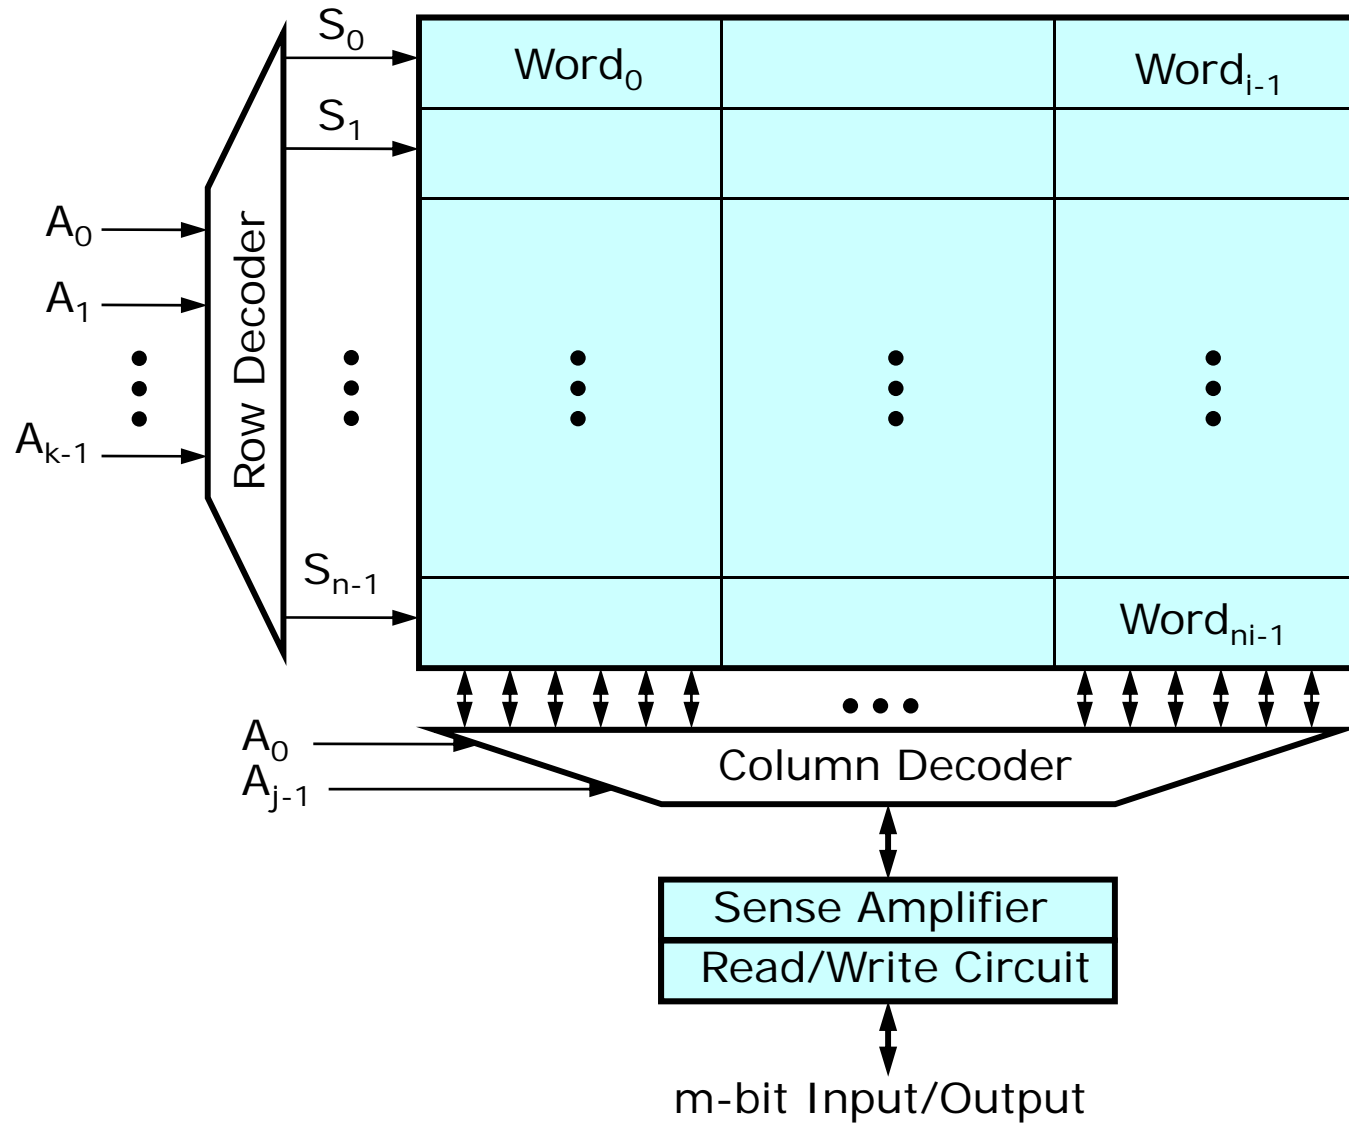 S0
Word0
Wordi-1
S1
A0
A1
Row Decoder
Ak-1
Sn-1
Wordni-1
A0
Column Decoder
Aj-1
Sense Amplifier
Read/Write Circuit
m-bit Input/Output